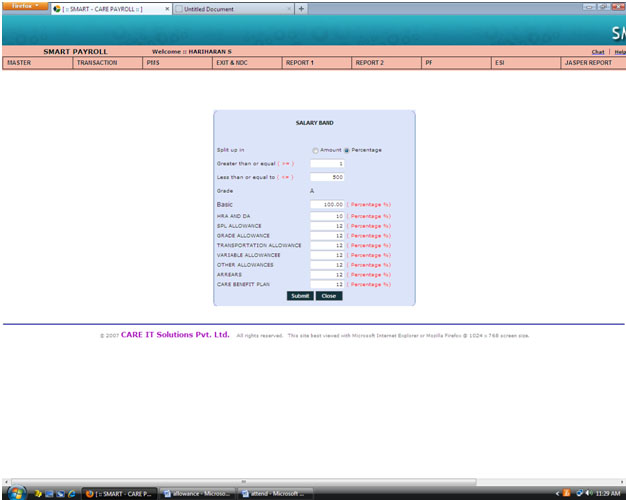 Firefox
[ :: SMART - CARE PAYROLL :: ] × Untitled Document × +
SMART PAYROLL Welcome :: HARIHARAN S Chat | Help
MASTER TRANSACTION PMS EXIT & NDC REPORT 1 REPORT 2 PF ESI JASPER REPORT
SALARY BAND
Split up in Amount Percentage
Greater than or equal ( >= ) 1
Less than or equal to ( <= ) 500
Grade A
Basic 100.00 ( Percentage %)
HRA AND DA 10 ( Percentage %)
SPL ALLOWANCE 12 ( Percentage %)
GRADE ALLOWANCE 12 ( Percentage %)
TRANSPORTATION ALLOWANCE 12 ( Percentage %)
VARIABLE ALLOWANCEE 12 ( Percentage %)
OTHER ALLOWANCES 12 ( Percentage %)
ARREARS 12 ( Percentage %)
CARE BENEFIT PLAN 12 ( Percentage %)
Submit Close
© 2007 CARE IT Solutions Pvt. Ltd. All rights reserved. This site best viewed with Microsoft Internet Explorer or Mozilla Firefox @ 1024 x 768 screen size.
[ :: SMART - CARE P... allowance - Microso... attend - Microsoft ... 11:29 AM